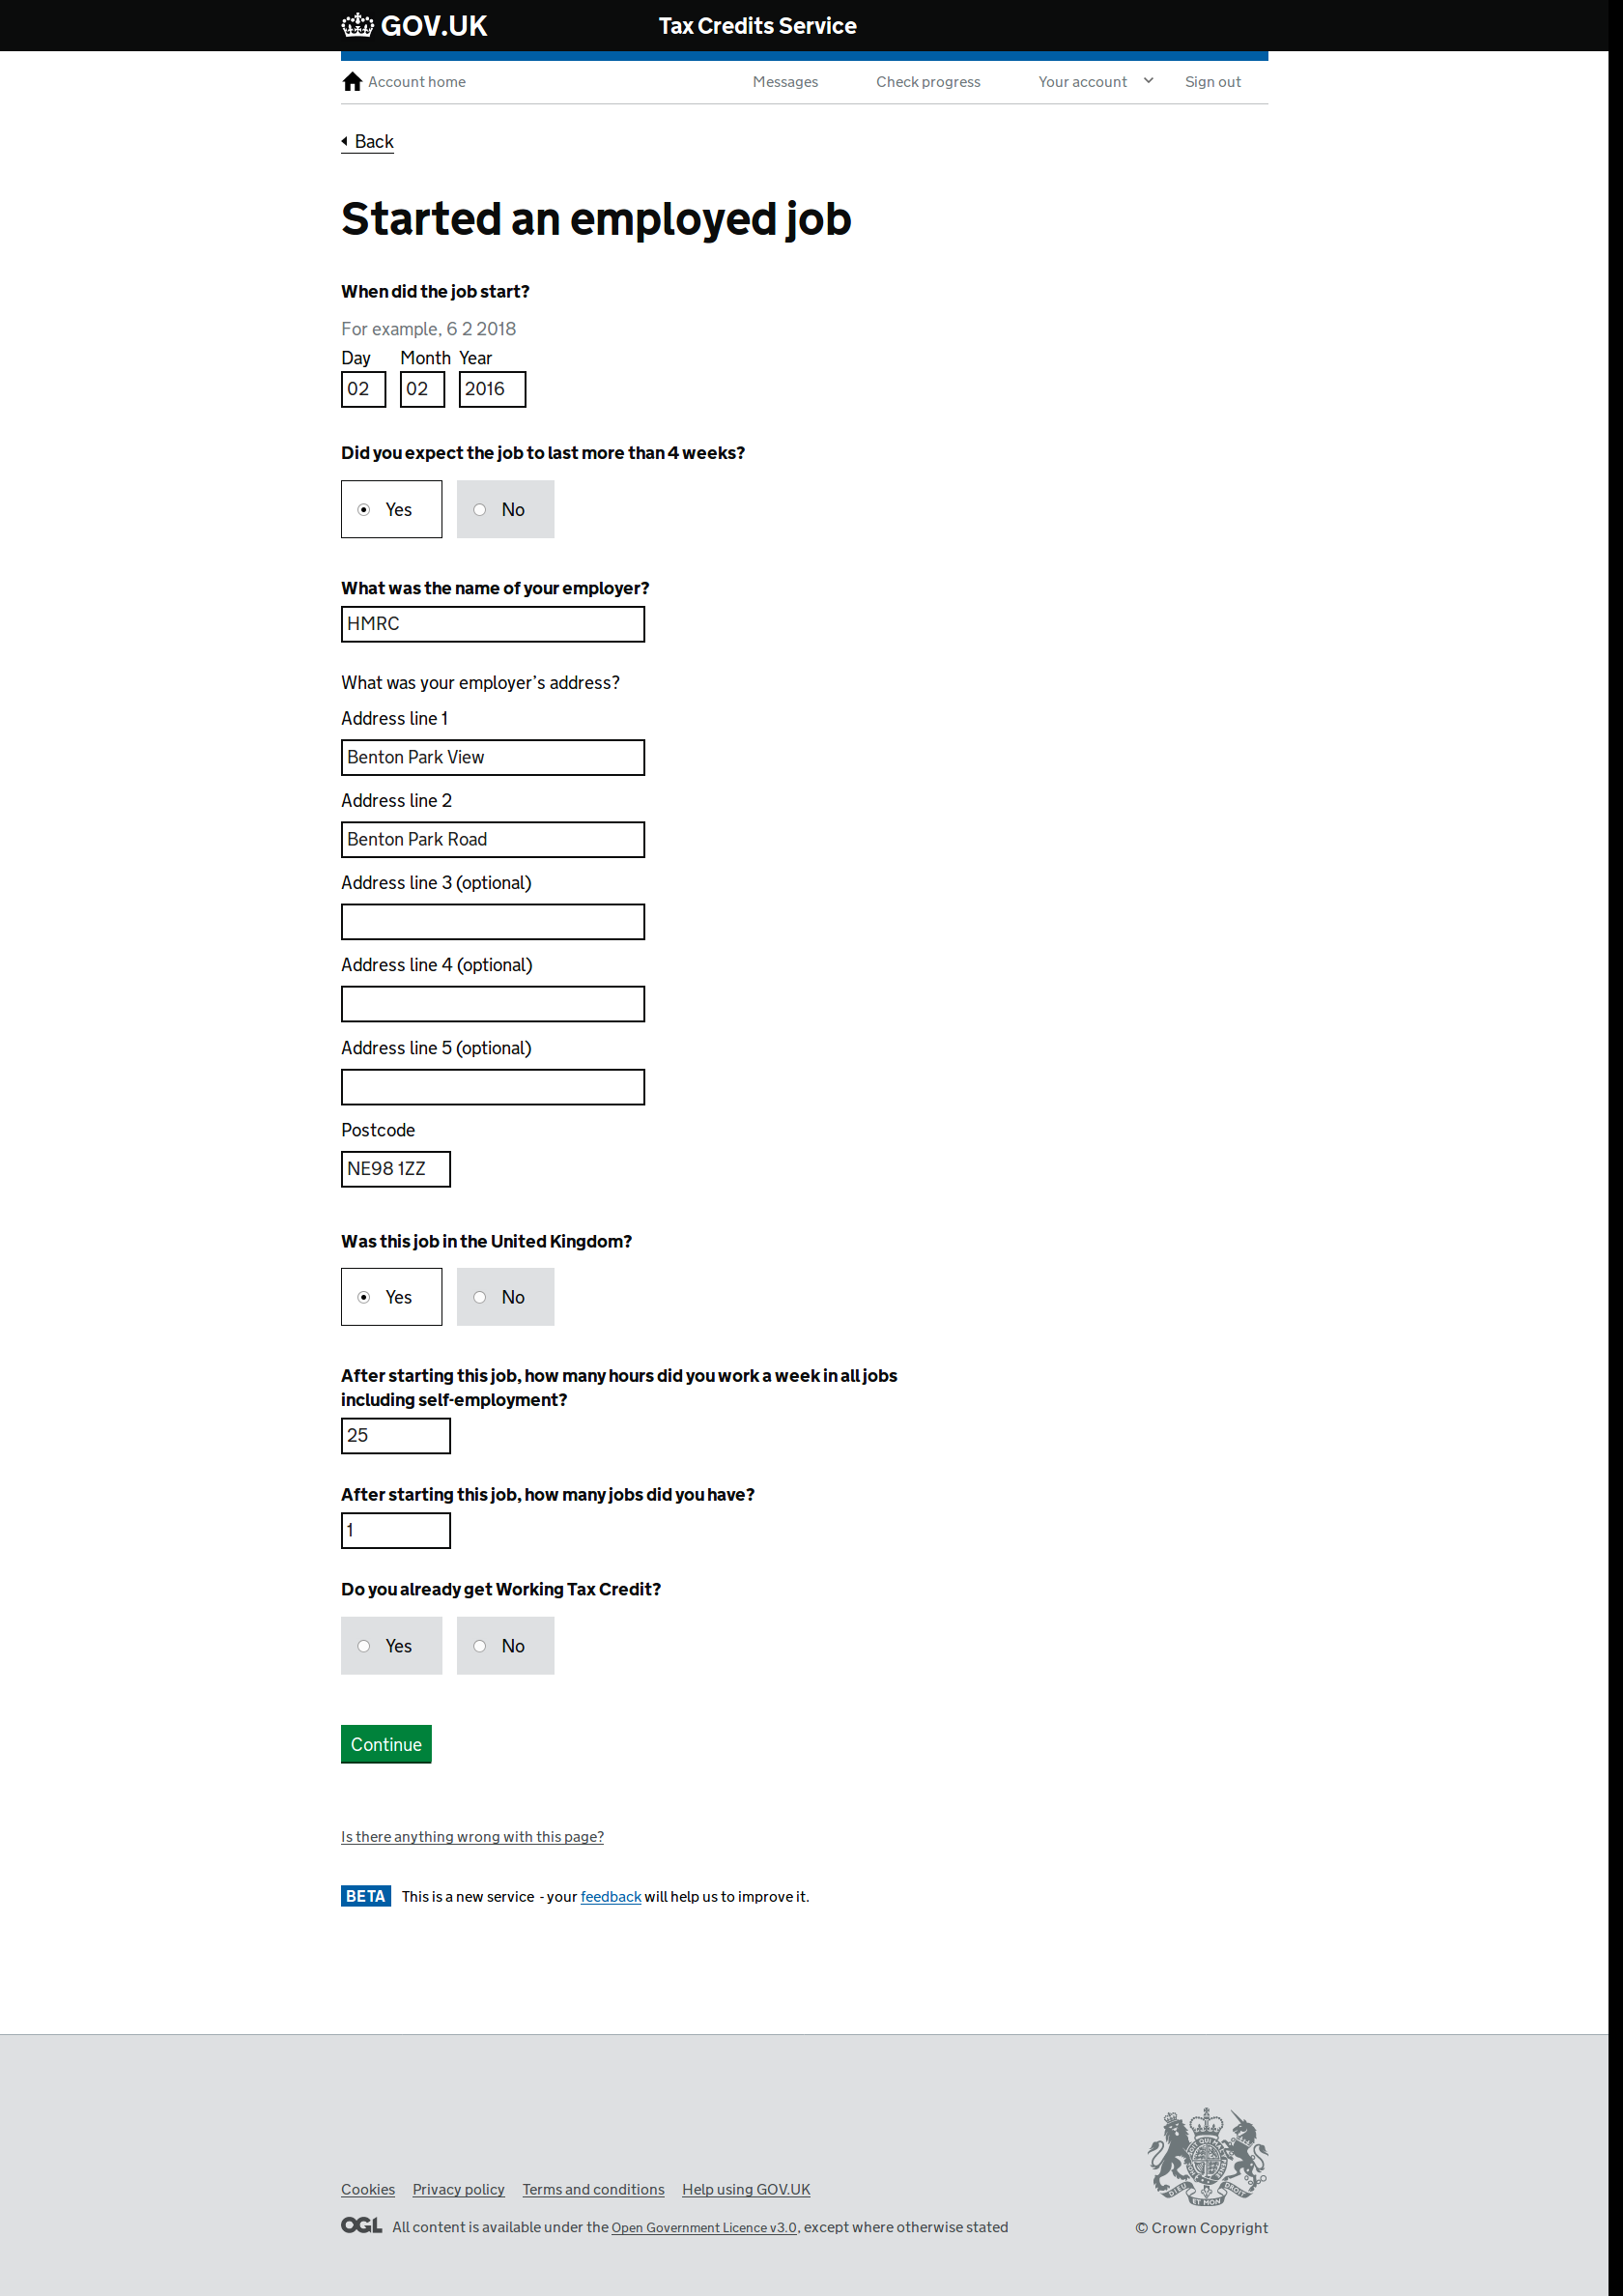 GOV.UK Tax Credits Service
Account home Messages Check progress Your account Sign out
Back
Started an employed job
When did the job start?
For example, 6 2 2018
Day Month Year
02 02 2016
Did you expect the job to last more than 4 weeks?
Yes No
What was the name of your employer?
HMRC
What was your employer’s address?
Address line 1
Benton Park View
Address line 2
Benton Park Road
Address line 3 (optional)
Address line 4 (optional)
Address line 5 (optional)
Postcode
NE98 1ZZ
Was this job in the United Kingdom?
Yes No
After starting this job, how many hours did you work a week in all jobs
including self-employment?
25
After starting this job, how many jobs did you have?
1
Do you already get Working Tax Credit?
Yes No
Continue
Is there anything wrong with this page?
BETA This is a new service - your feedback will help us to improve it.
Cookies Privacy policy Terms and conditions Help using GOV.UK
OGL All content is available under the Open Government Licence v3.0, except where otherwise stated
© Crown Copyright